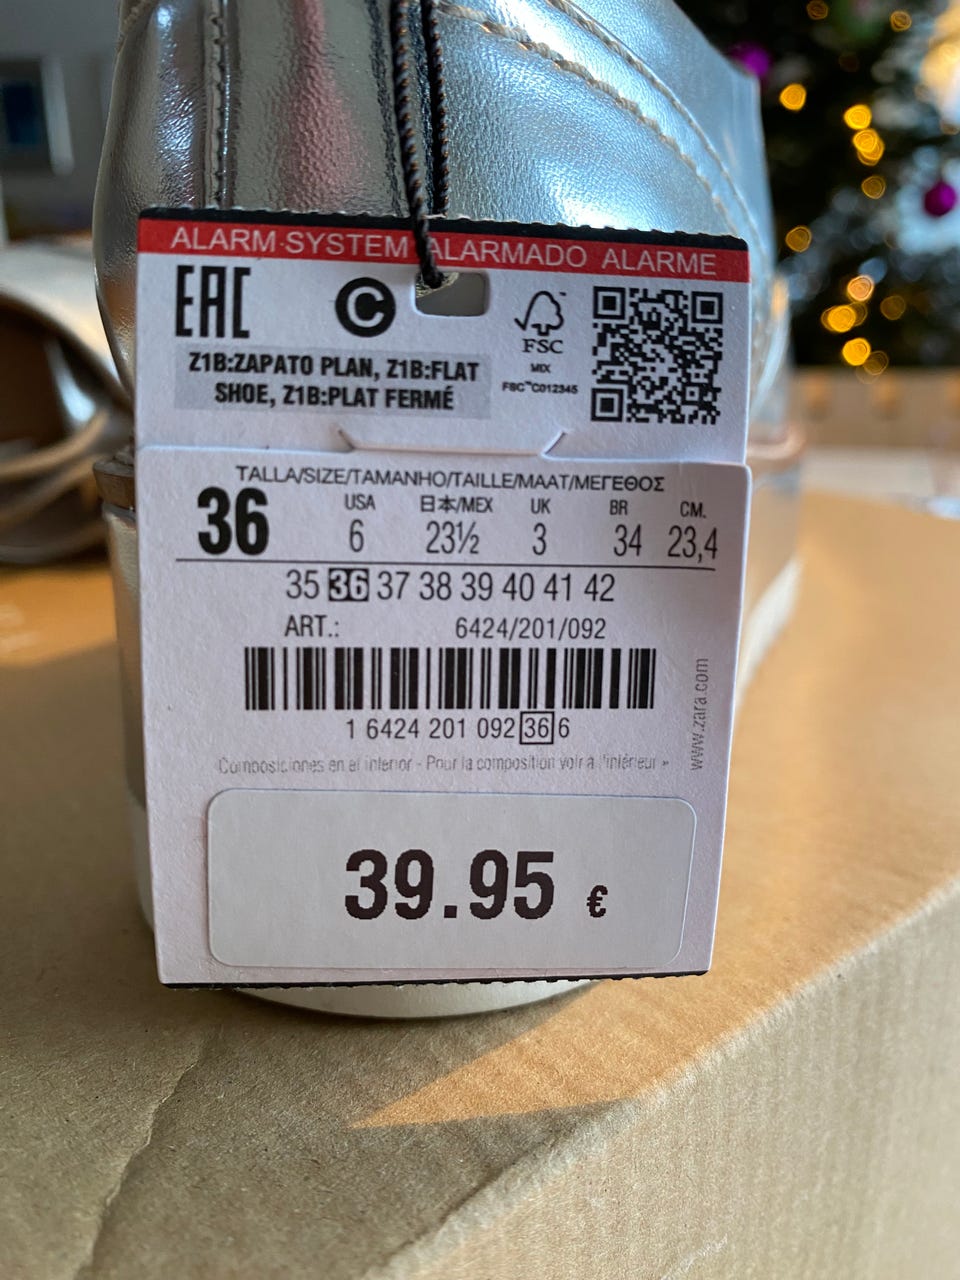 ALARM·SYSTEM ALARMADO ALARME
EAC
C
FSC
MIX
FSC™C012345
Z1B:ZAPATO PLAN, Z1B:FLAT
SHOE, Z1B:PLAT FERMÉ
TALLA/SIZE/TAMANHO/TAILLE/MAAT/ΜΕΓΕΘΟΣ
36 USA 日本/MEX UK BR CM.
6 23½ 3 34 23,4
35 36 37 38 39 40 41 42
ART.: 6424/201/092
1 6424 201 092 36 6
www.zara.com
Composiciones en el interior - Pour la composition voir à l'intérieur »
39.95 €